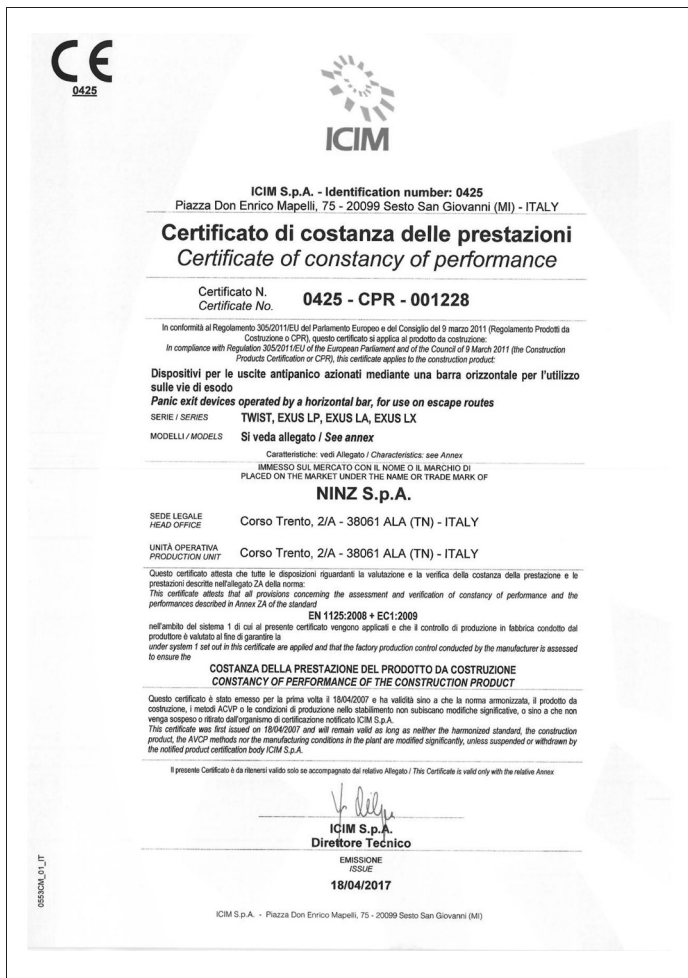 CE
0425
ICIM
ICIM S.p.A. - Identification number: 0425
Piazza Don Enrico Mapelli, 75 - 20099 Sesto San Giovanni (MI) - ITALY
Certificato di costanza delle prestazioni
Certificate of constancy of performance
Certificato N.
Certificate No.
0425 - CPR - 001228
In conformità al Regolamento 305/2011/EU del Parlamento Europeo e del Consiglio del 9 marzo 2011 (Regolamento Prodotti da
Costruzione o CPR), questo certificato si applica al prodotto da costruzione:
In compliance with Regulation 305/2011/EU of the European Parliament and of the Council of 9 March 2011 (the Construction
Products Certification or CPR), this certificate applies to the construction product:
Dispositivi per le uscite antipanico azionati mediante una barra orizzontale per l'utilizzo
sulle vie di esodo
Panic exit devices operated by a horizontal bar, for use on escape routes
SERIE / SERIES TWIST, EXUS LP, EXUS LA, EXUS LX
MODELLI / MODELS Si veda allegato / See annex
Caratteristiche: vedi Allegato / Characteristics: see Annex
IMMESSO SUL MERCATO CON IL NOME O IL MARCHIO DI
PLACED ON THE MARKET UNDER THE NAME OR TRADE MARK OF
NINZ S.p.A.
SEDE LEGALE
HEAD OFFICE
Corso Trento, 2/A - 38061 ALA (TN) - ITALY
UNITÀ OPERATIVA
PRODUCTION UNIT
Corso Trento, 2/A - 38061 ALA (TN) - ITALY
Questo certificato attesta che tutte le disposizioni riguardanti la valutazione e la verifica della costanza della prestazione e le
prestazioni descritte nell'allegato ZA della norma:
This certificate attests that all provisions concerning the assessment and verification of constancy of performance and the
performances described in Annex ZA of the standard
EN 1125:2008 + EC1:2009
nell'ambito del sistema 1 di cui al presente certificato vengono applicati e che il controllo di produzione in fabbrica condotto dal
produttore è valutato al fine di garantire la
under system 1 set out in this certificate are applied and that the factory production control conducted by the manufacturer is assessed
to ensure the
COSTANZA DELLA PRESTAZIONE DEL PRODOTTO DA COSTRUZIONE
CONSTANCY OF PERFORMANCE OF THE CONSTRUCTION PRODUCT
Questo certificato è stato emesso per la prima volta il 18/04/2007 e ha validità sino a che la norma armonizzata, il prodotto da
costruzione, i metodi ACVP o le condizioni di produzione nello stabilimento non subiscano modifiche significative, o sino a che non
venga sospeso o ritirato dall'organismo di certificazione notificato ICIM S.p.A.
This certificate was first issued on 18/04/2007 and will remain valid as long as neither the harmonized standard, the construction
product, the AVCP methods nor the manufacturing conditions in the plant are modified significantly, unless suspended or withdrawn by
the notified product certification body ICIM S.p.A.
Il presente Certificato è da ritenersi valido solo se accompagnato dal relativo Allegato / This Certificate is valid only with the relative Annex
ICIM S.p.A.
Direttore Tecnico
EMISSIONE
ISSUE
18/04/2017
0553CM_01_IT
ICIM S.p.A. - Piazza Don Enrico Mapelli, 75 - 20099 Sesto San Giovanni (MI)